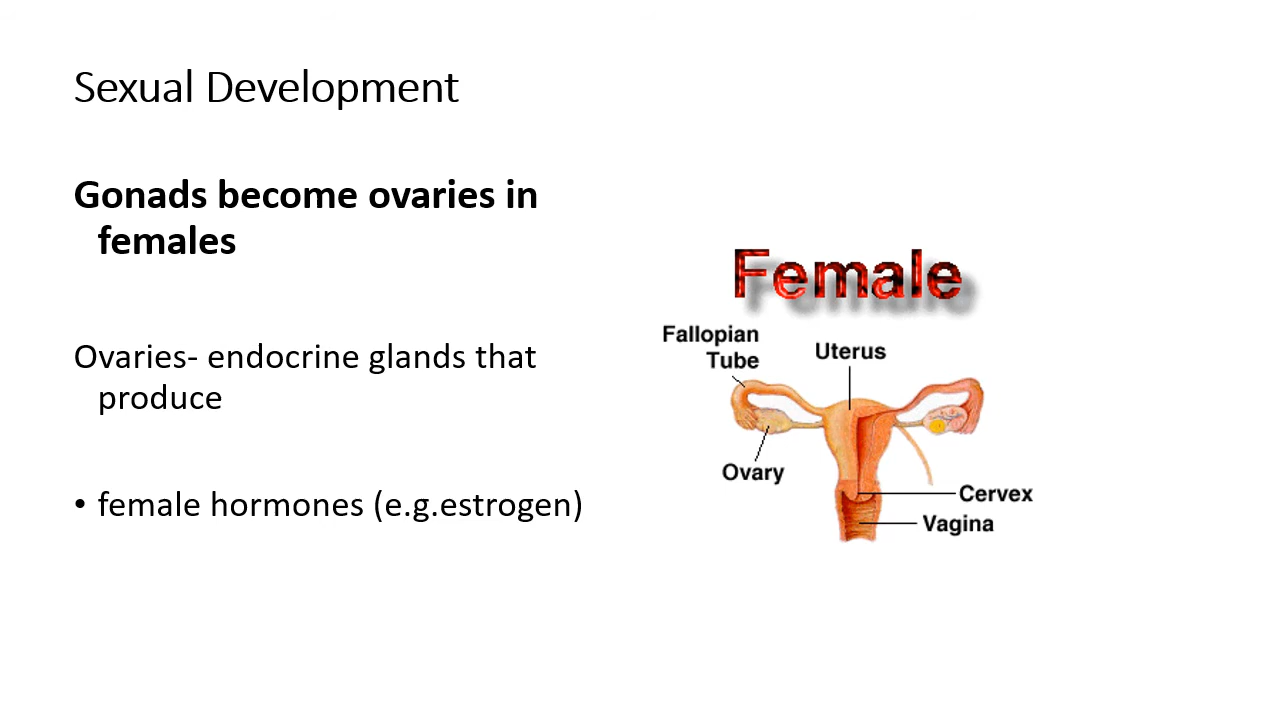 Sexual Development
Gonads become ovaries in
females
Ovaries- endocrine glands that
produce
• female hormones (e.g.estrogen)
Female
Fallopian
Tube
Uterus
Ovary
Cervex
Vagina